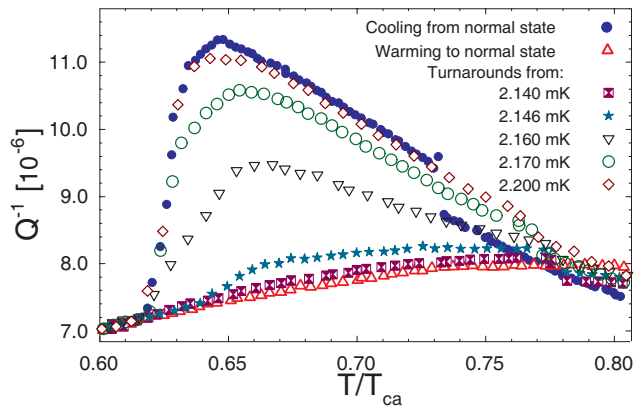 Cooling from normal state
Warming to normal state
Turnarounds from:
2.140 mK
2.146 mK
2.160 mK
2.170 mK
2.200 mK
Q⁻¹ [10⁻⁶]
11.0
10.0
9.0
8.0
7.0
0.60 0.65 0.70 0.75 0.80
T/T_ca